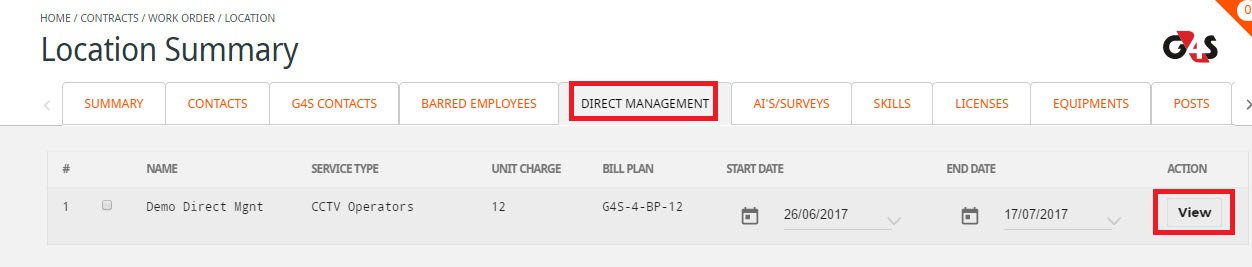 HOME / CONTRACTS / WORK ORDER / LOCATION
0
Location Summary
G4S
SUMMARY CONTACTS G4S CONTACTS BARRED EMPLOYEES DIRECT MANAGEMENT AI'S/SURVEYS SKILLS LICENSES EQUIPMENTS POSTS
# NAME SERVICE TYPE UNIT CHARGE BILL PLAN START DATE END DATE ACTION
1 Demo Direct Mgnt CCTV Operators 12 G4S-4-BP-12 26/06/2017 17/07/2017 View